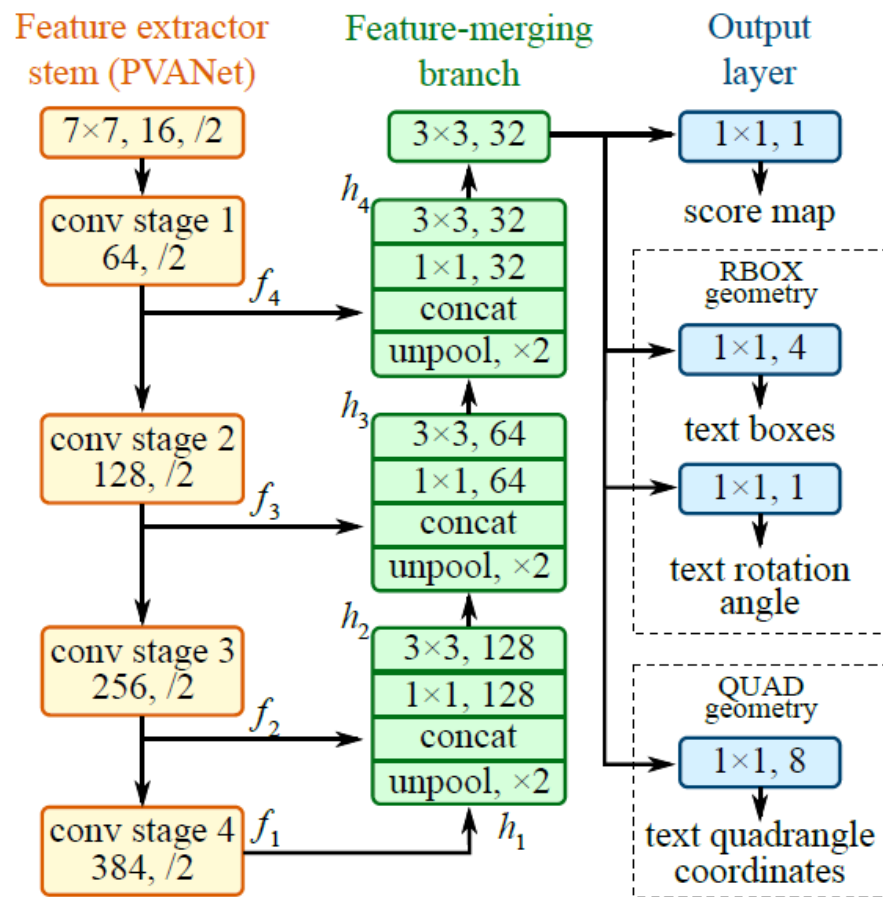 Feature extractor
stem (PVANet)
7×7, 16, /2
conv stage 1
64, /2
f4
conv stage 2
128, /2
f3
conv stage 3
256, /2
f2
conv stage 4
384, /2
f1
Feature-merging
branch
3×3, 32
h4
3×3, 32
1×1, 32
concat
unpool, ×2
h3
3×3, 64
1×1, 64
concat
unpool, ×2
h2
3×3, 128
1×1, 128
concat
unpool, ×2
h1
Output
layer
1×1, 1
score map
RBOX
geometry
1×1, 4
text boxes
1×1, 1
text rotation
angle
QUAD
geometry
1×1, 8
text quadrangle
coordinates